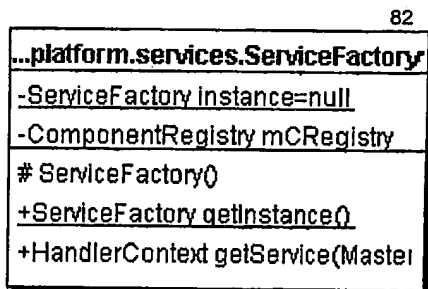 82
...platform.services.ServiceFactory
-ServiceFactory instance=null
-ComponentRegistry mCRegistry
# ServiceFactory()
+ServiceFactory getInstance()
+HandlerContext getService(Master